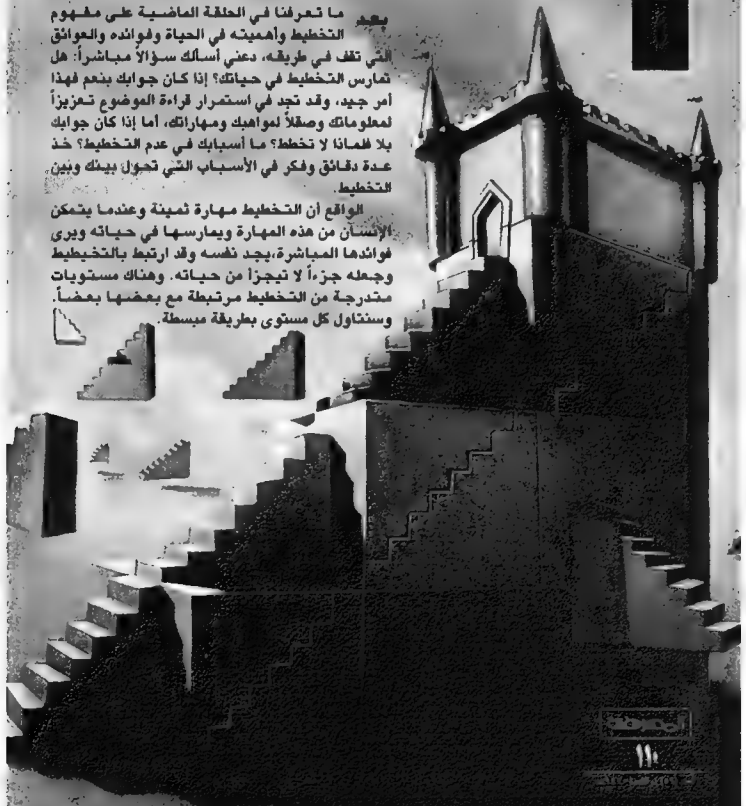 بعد ما تعرفنا في الحلقة الماضية على مفهوم
التخطيط وأهميته في الحياة وفوائده والعوائق
التي تقف في طريقه، دعني أسألك سؤالاً مباشراً: هل
تمارس التخطيط في حياتك؟ إذا كان جوابك بنعم فهذا
أمر جيد، وقد تجد في استمرار قراءة الموضوع تعزيزاً
لمعلوماتك وصقلاً لمواهبك ومهاراتك، أما إذا كان جوابك
بلا فلماذا لا تخطط؟ ما أسبابك في عدم التخطيط؟ خذ
عدة دقائق وفكر في الأسباب التي تحول بينك وبين
التخطيط.
الواقع أن التخطيط مهارة ثمينة وعندما يتمكن
الإنسان من هذه المهارة ويمارسها في حياته ويرى
فوائدها المباشرة،يجد نفسه وقد ارتبط بالتخطيط
وجعله جزءاً لا تيجزأ من حياته. وهناك مستويات
متدرجة من التخطيط مرتبطة مع بعضها بعضاً.
وسنتاول كل مستوى بطريقة مبسطة.
المعرفة
١١٠